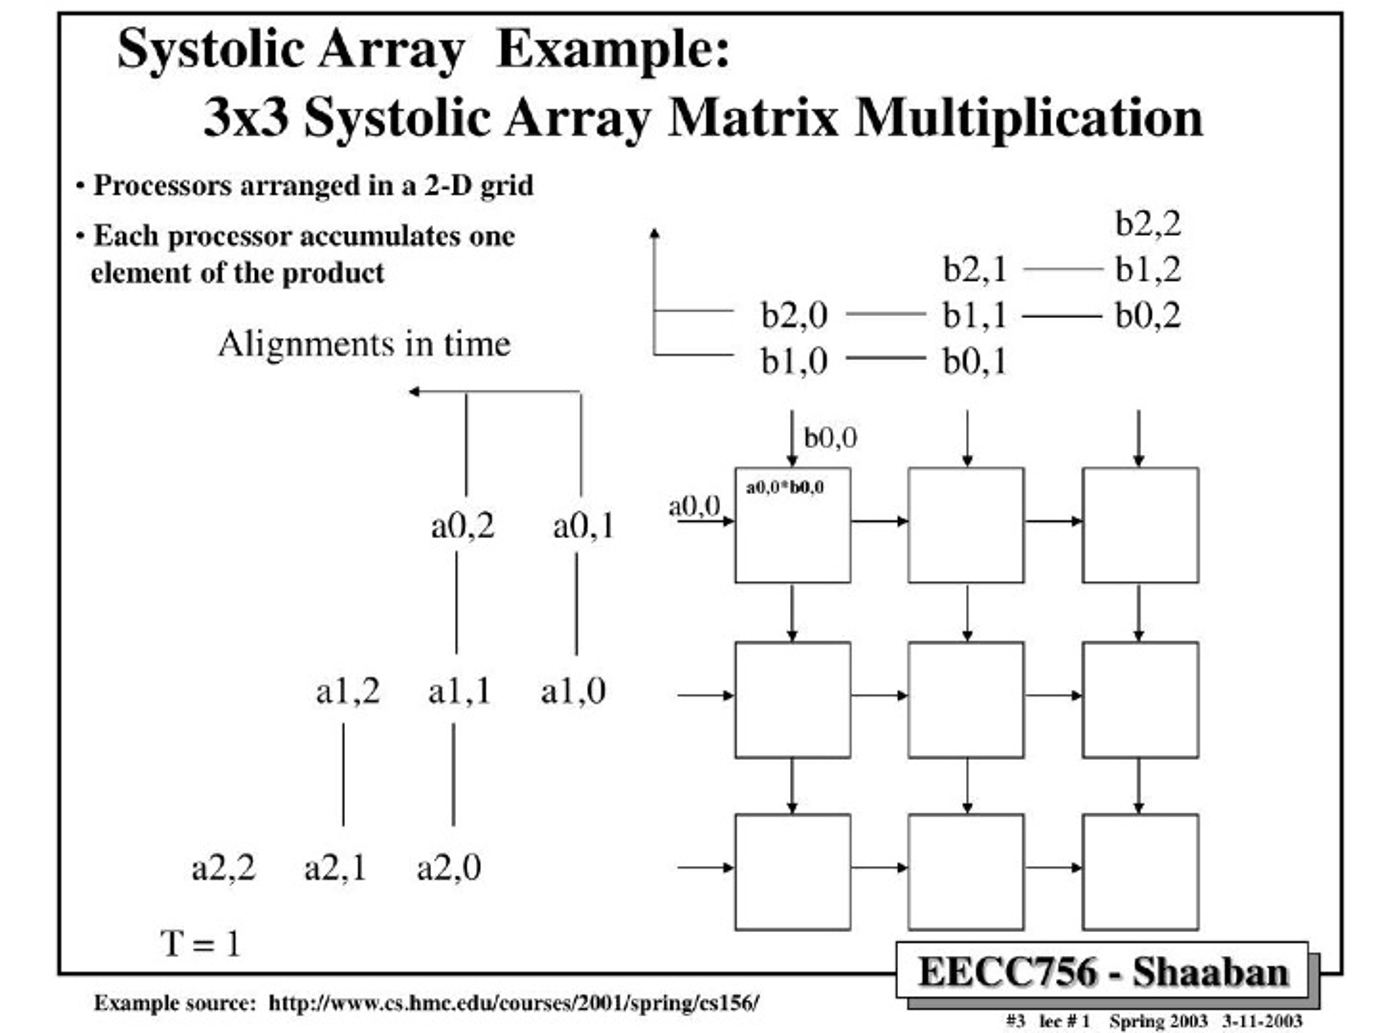 Systolic Array Example:
3x3 Systolic Array Matrix Multiplication
• Processors arranged in a 2-D grid
• Each processor accumulates one
element of the product
Alignments in time
b2,2
b2,1 b1,2
b2,0 b1,1 b0,2
b1,0 b0,1
b0,0
a0,0*b0,0
a0,0
a0,2 a0,1
a1,2 a1,1 a1,0
a2,2 a2,1 a2,0
T = 1
EECC756 - Shaaban
Example source: http://www.cs.hmc.edu/courses/2001/spring/cs156/
#3 lec # 1 Spring 2003 3-11-2003